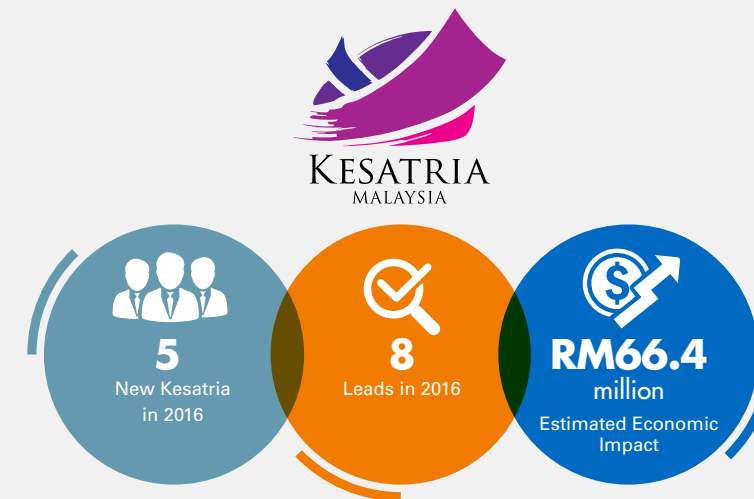 KESATRIA
MALAYSIA
5
New Kesatria
in 2016
8
Leads in 2016
RM66.4
million
Estimated Economic
Impact